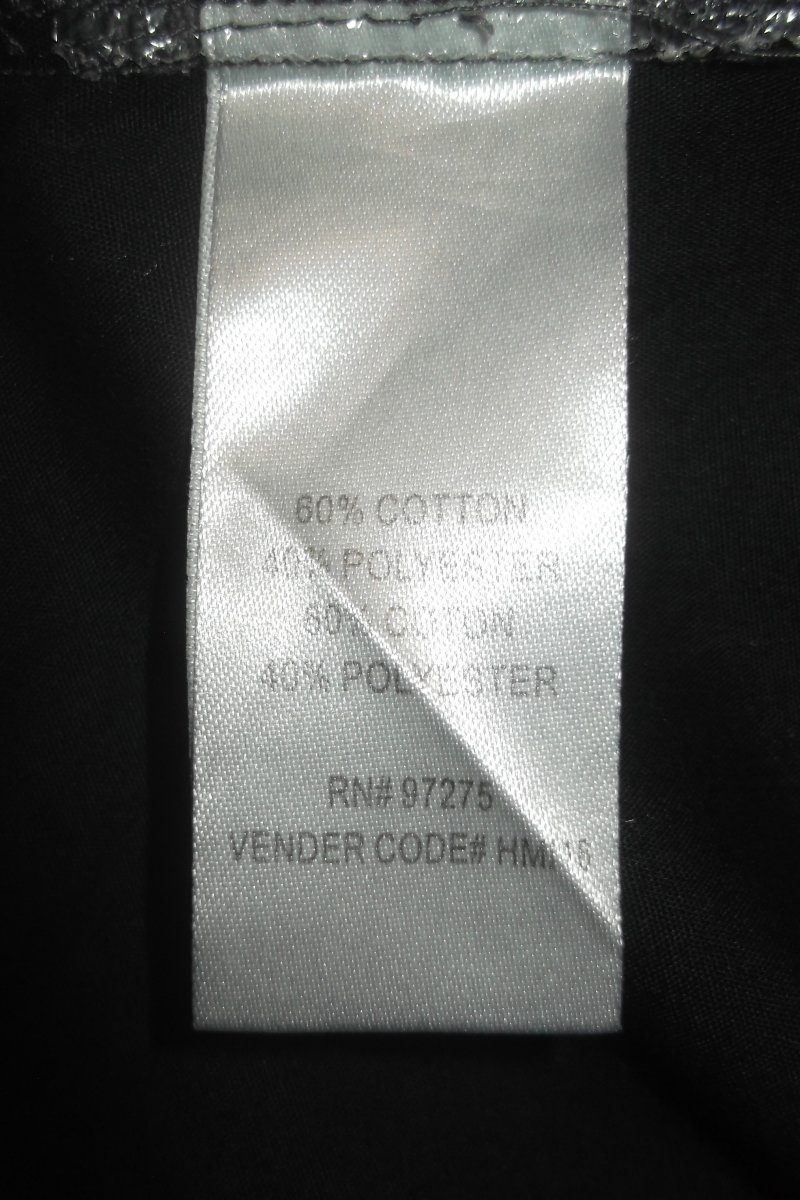 60% COTTON
40% POLYESTER
60% COTTON
40% POLYESTER
RN# 97275
VENDER CODE#